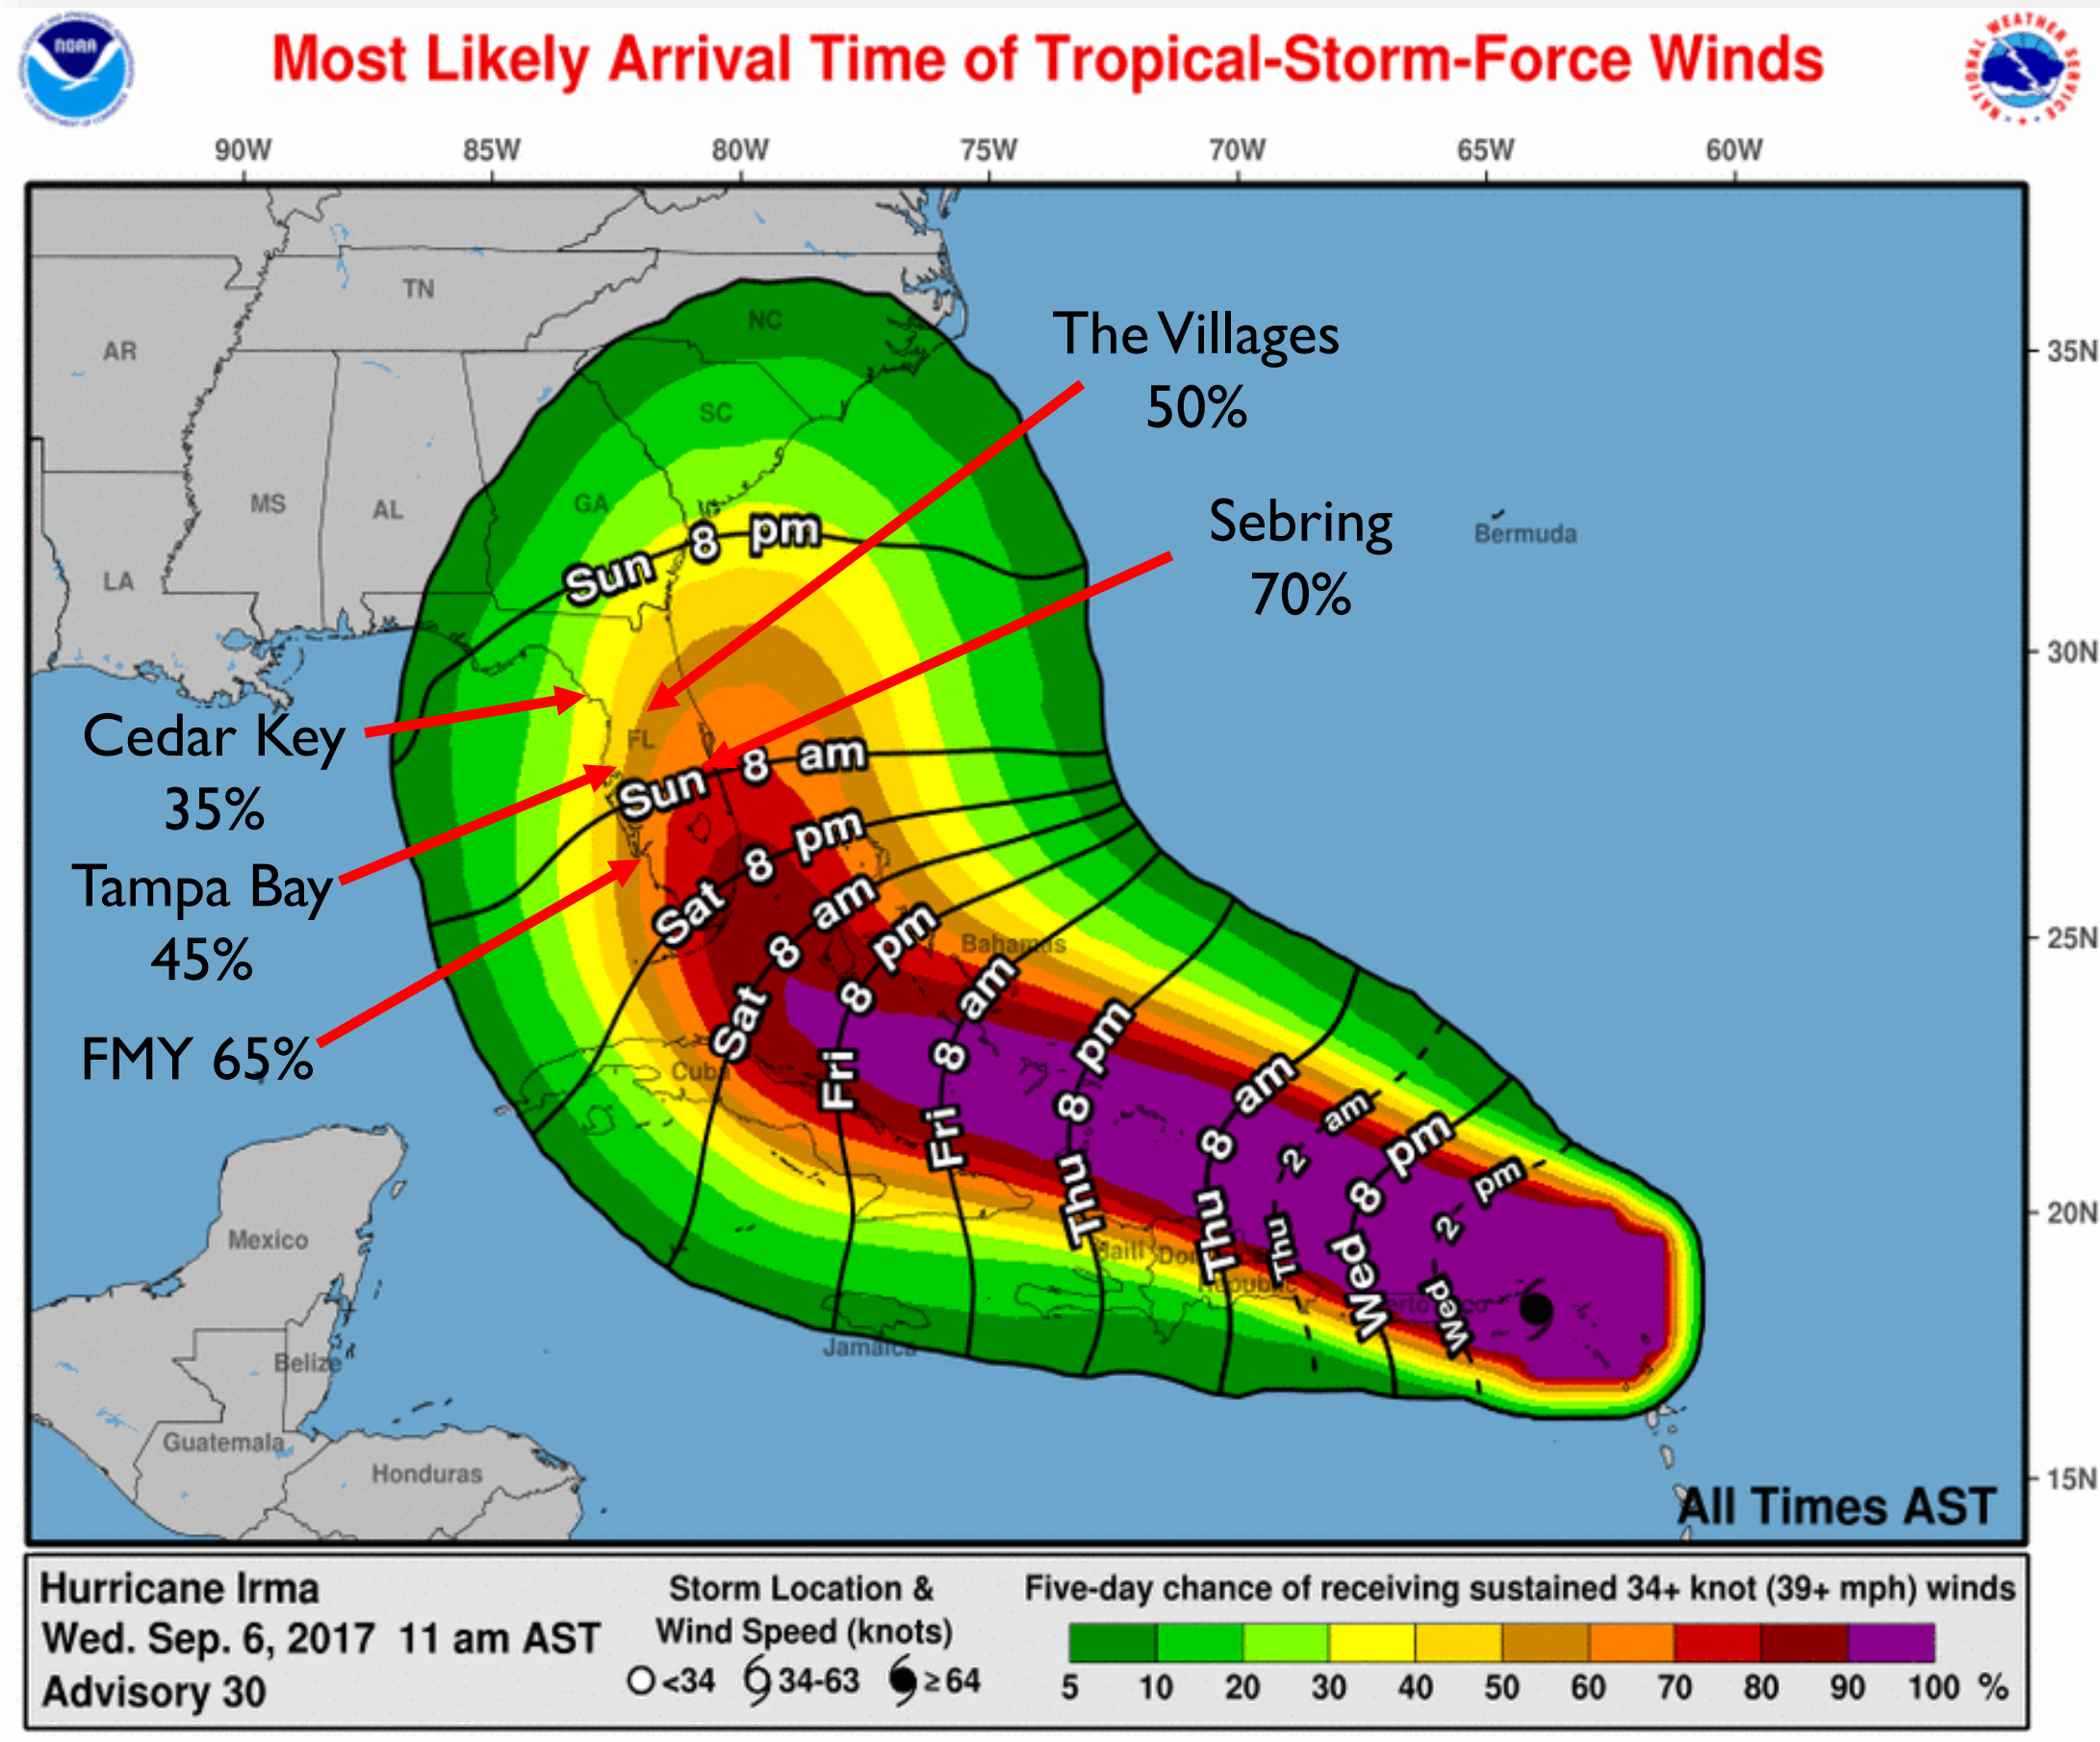 NOAA
Most Likely Arrival Time of Tropical-Storm-Force Winds
NATIONAL WEATHER SERVICE
90W 85W 80W 75W 70W 65W 60W
35N
30N
25N
20N
15N
TN
NC
AR
SC
MS
AL
GA
LA
FL
Bermuda
The Villages
50%
Sebring
70%
Cedar Key
35%
Tampa Bay
45%
FMY 65%
Sun 8 pm
Sun 8 am
Sat 8 pm
Sat 8 am
Fri 8 pm
Fri 8 am
Thu 8 pm
Thu 8 am
Thu 2 am
Wed 8 pm
Wed 2 pm
Bahamas
Cuba
Mexico
Jamaica
Republic
Belize
Guatemala
Honduras
All Times AST
Hurricane Irma
Wed. Sep. 6, 2017 11 am AST
Advisory 30
Storm Location &
Wind Speed (knots)
<34 34-63 ≥64
Five-day chance of receiving sustained 34+ knot (39+ mph) winds
5 10 20 30 40 50 60 70 80 90 100 %